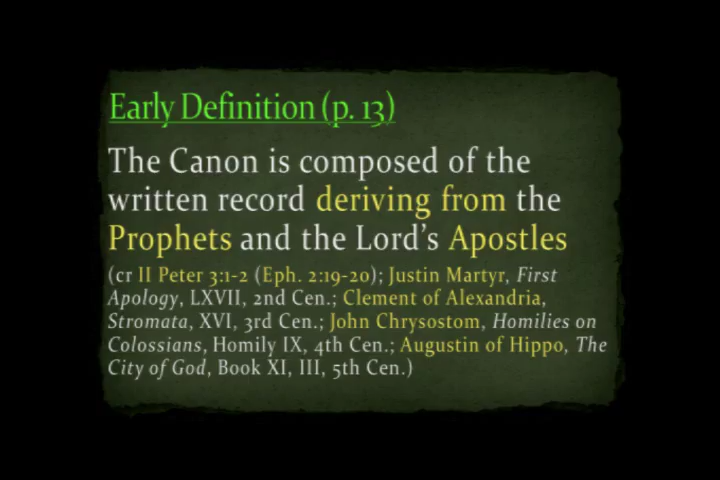 Early Definition (p. 13)
The Canon is composed of the
written record deriving from the
Prophets and the Lord's Apostles
(cr II Peter 3:1-2 (Eph. 2:19-20); Justin Martyr, First
Apology, LXVII, 2nd Cen.; Clement of Alexandria,
Stromata, XVI, 3rd Cen.; John Chrysostom, Homilies on
Colossians, Homily IX, 4th Cen.; Augustin of Hippo, The
City of God, Book XI, III, 5th Cen.)